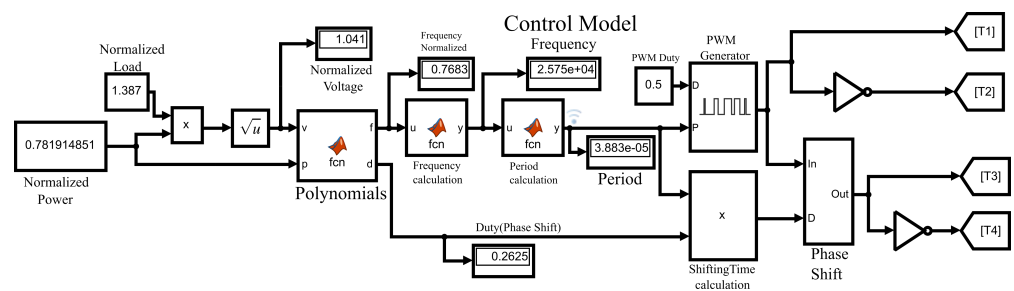 Control Model
Normalized
Load
1.387
0.781914851
Normalized
Power
x
√u
1.041
Normalized
Voltage
v
p
f
d
fcn
Polynomials
Frequency
Normalized
0.7683
u
y
fcn
Frequency
calculation
Frequency
2.575e+04
u
y
fcn
Period
calculation
3.883e-05
Period
Duty(Phase Shift)
0.2625
PWM Duty
0.5
PWM
Generator
D
P
x
ShiftingTime
calculation
In
Out
D
Phase
Shift
[T1]
[T2]
[T3]
[T4]